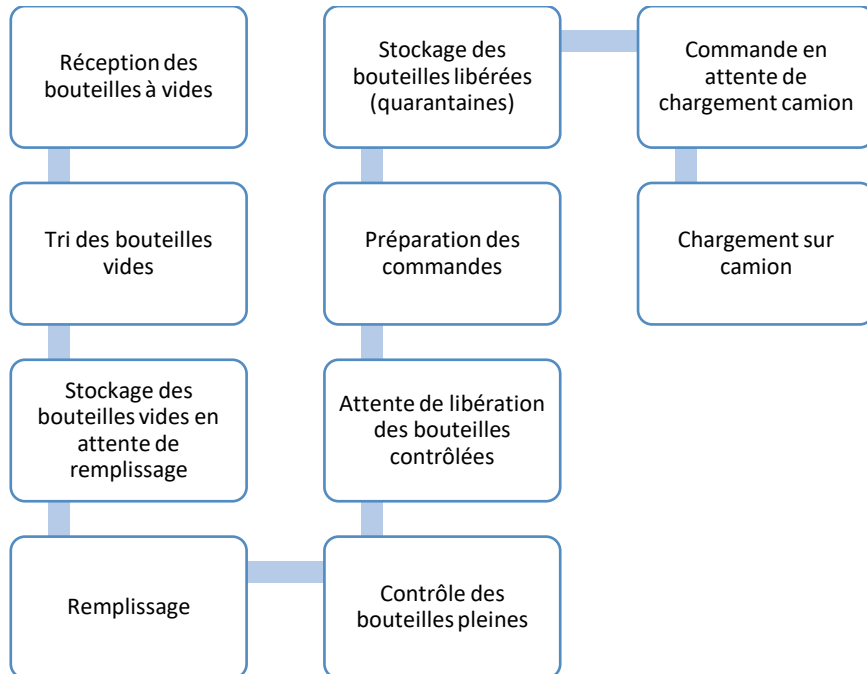 Réception des
bouteilles à vides
Tri des bouteilles
vides
Stockage des
bouteilles vides en
attente de
remplissage
Remplissage
Contrôle des
bouteilles pleines
Attente de libération
des bouteilles
contrôlées
Préparation des
commandes
Stockage des
bouteilles libérées
(quarantaines)
Commande en
attente de
chargement camion
Chargement sur
camion